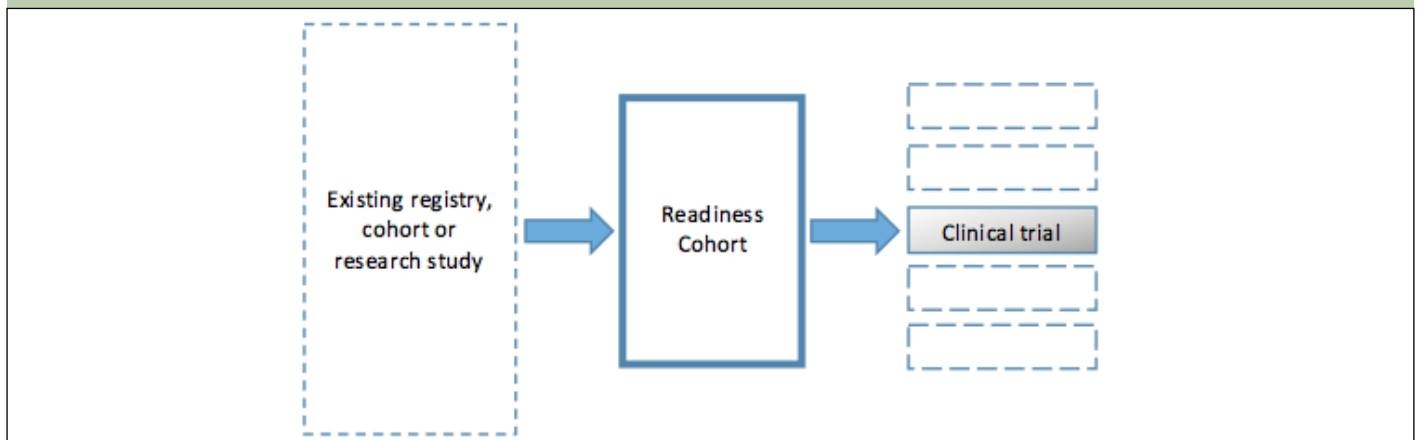 Existing registry,
cohort or
research study
Readiness
Cohort
Clinical trial